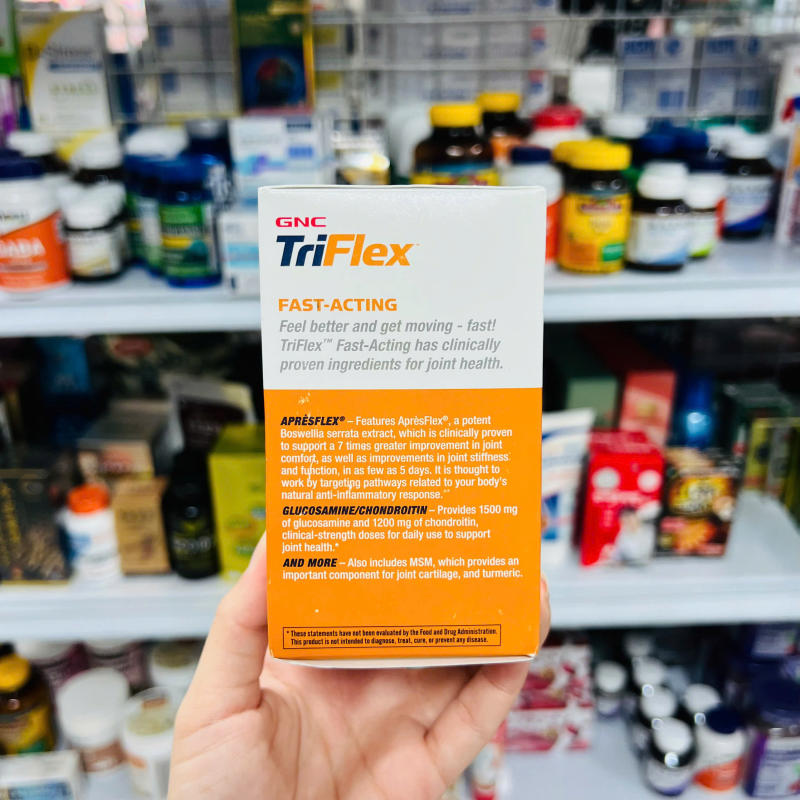 GNC
TriFlex™
FAST-ACTING
Feel better and get moving - fast!
TriFlex™ Fast-Acting has clinically
proven ingredients for joint health.
APRÈSFLEX® – Features AprèsFlex®, a potent
Boswellia serrata extract, which is clinically proven
to support a 7 times greater improvement in joint
comfort, as well as improvements in joint stiffness
and function, in as few as 5 days. It is thought to
work by targeting pathways related to your body's
natural anti-inflammatory response.*ˆ
GLUCOSAMINE/CHONDROITIN – Provides 1500 mg
of glucosamine and 1200 mg of chondroitin,
clinical-strength doses for daily use to support
joint health.*
AND MORE – Also includes MSM, which provides an
important component for joint cartilage, and turmeric.
* These statements have not been evaluated by the Food and Drug Administration.
This product is not intended to diagnose, treat, cure, or prevent any disease.